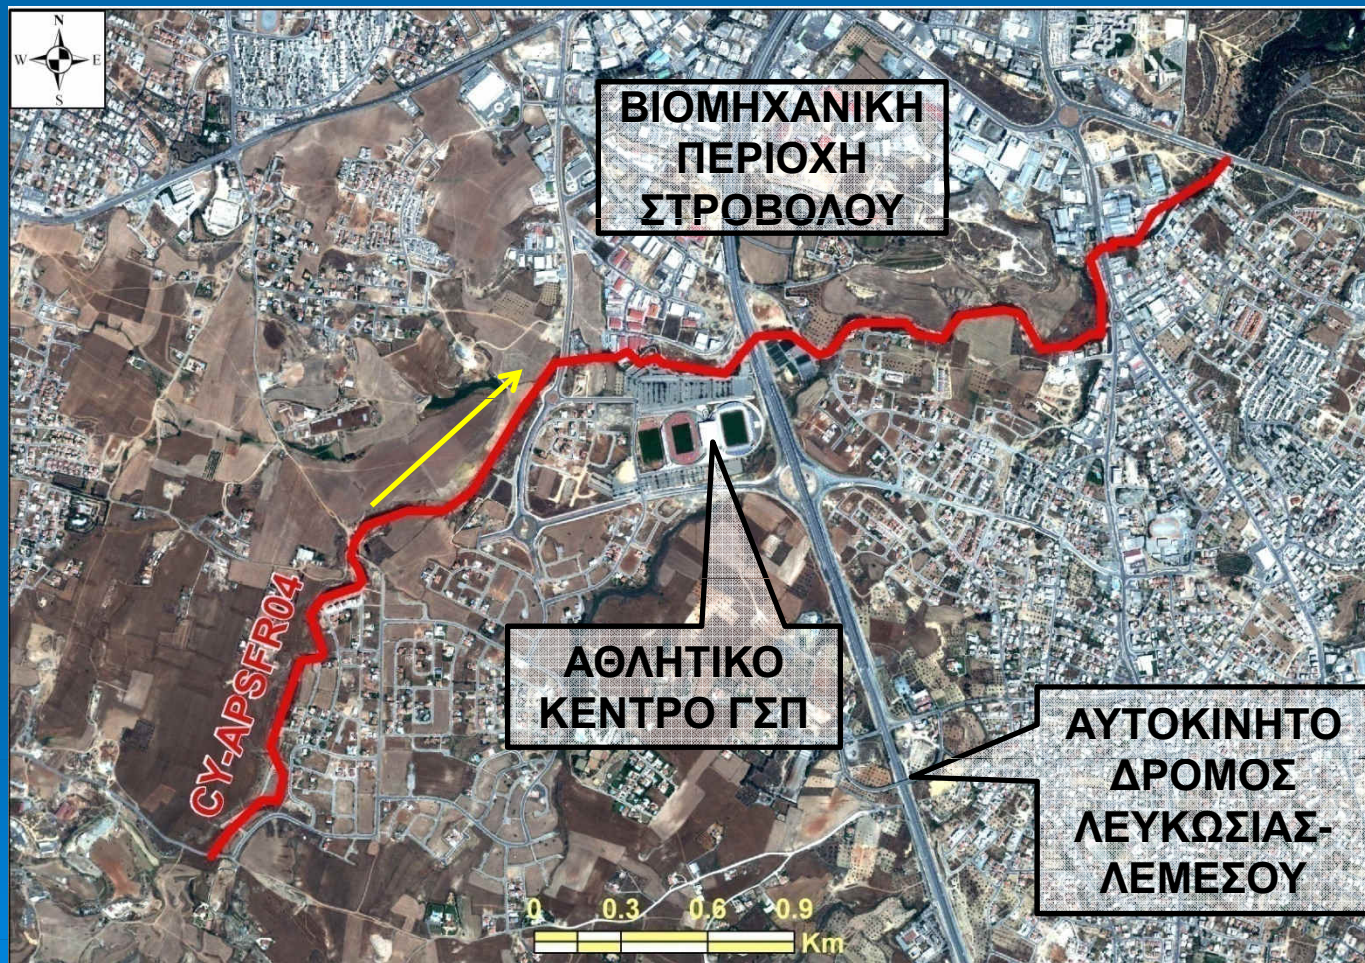 N
W E
S
ΒΙΟΜΗΧΑΝΙΚΗ
ΠΕΡΙΟΧΗ
ΣΤΡΟΒΟΛΟΥ
CY-APSFR04
ΑΘΛΗΤΙΚΟ
ΚΕΝΤΡΟ ΓΣΠ
ΑΥΤΟΚΙΝΗΤΟ
ΔΡΟΜΟΣ
ΛΕΥΚΩΣΙΑΣ-
ΛΕΜΕΣΟΥ
0 0.3 0.6 0.9
Km